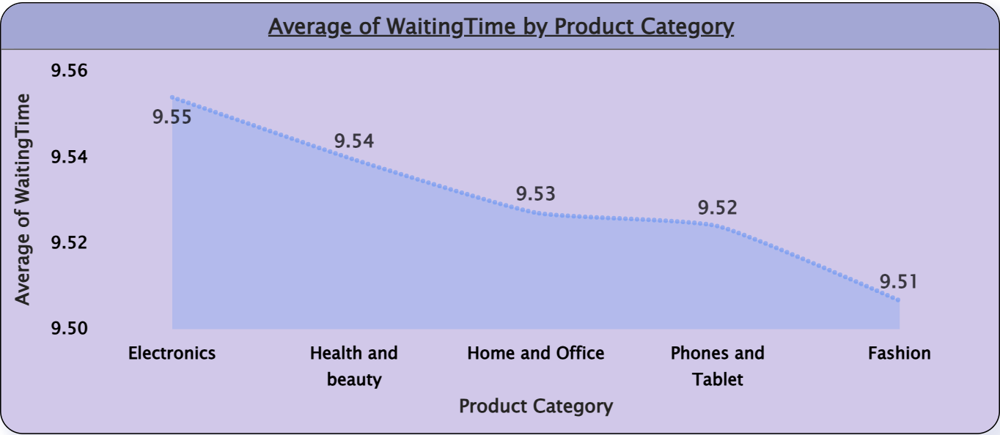 Average of WaitingTime by Product Category
Average of WaitingTime
9.56
9.54
9.52
9.50
9.55
9.54
9.53
9.52
9.51
Electronics
Health and
beauty
Home and Office
Phones and
Tablet
Fashion
Product Category